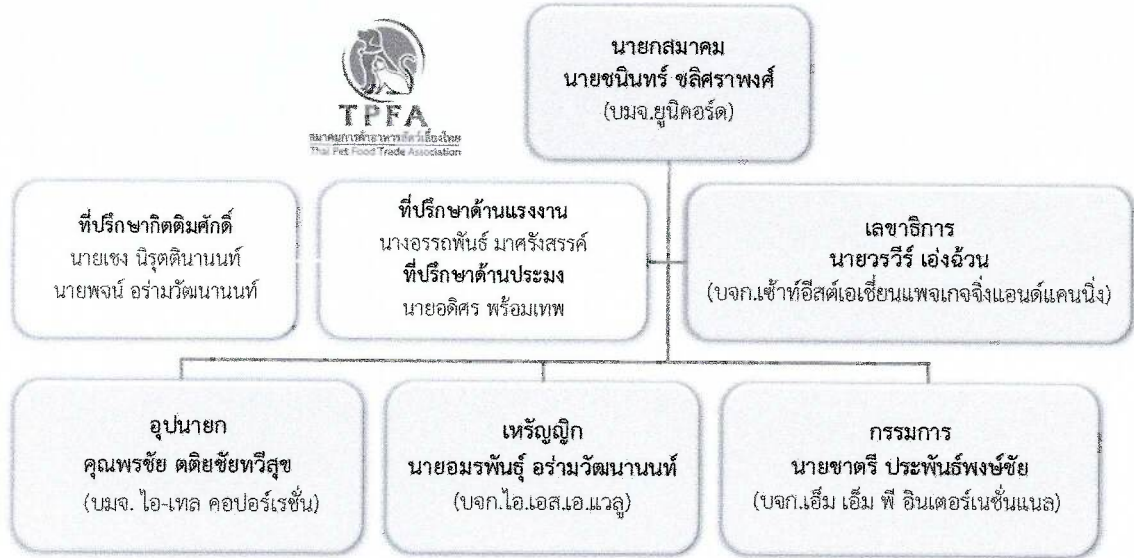 นายกสมาคม
นายชนินทร์ ชลิศราพงศ์
(บมจ.ยูนิคอร์ด)
TPFA
สมาคมการค้าอาหารสัตว์เลี้ยงไทย
Thai Pet Food Trade Association
ที่ปรึกษากิตติมศักดิ์
นายเชง นิรุตตินานนท์
นายพจน์ อร่ามวัฒนานนท์
ที่ปรึกษาด้านแรงงาน
นางอรรถพันธ์ มาศรังสรรค์
ที่ปรึกษาด้านประมง
นายอดิศร พร้อมเทพ
เลขาธิการ
นายวรวีร์ เอ่งฉ้วน
(บจก.เซ้าท์อีสต์เอเชี่ยนแพจเกจจิ่งแอนด์แคนนิ่ง)
อุปนายก
คุณพรชัย ตติยชัยทวีสุข
(บมจ. ไอ-เทล คอปอร์เรชั่น)
เหรัญญิก
นายอมรพันธุ์ อร่ามวัฒนานนท์
(บจก.ไอ.เอส.เอ.แวลู)
กรรมการ
นายชาตรี ประพันธ์พงษ์ชัย
(บจก.เอ็ม เอ็ม พี อินเตอร์เนชั่นแนล)